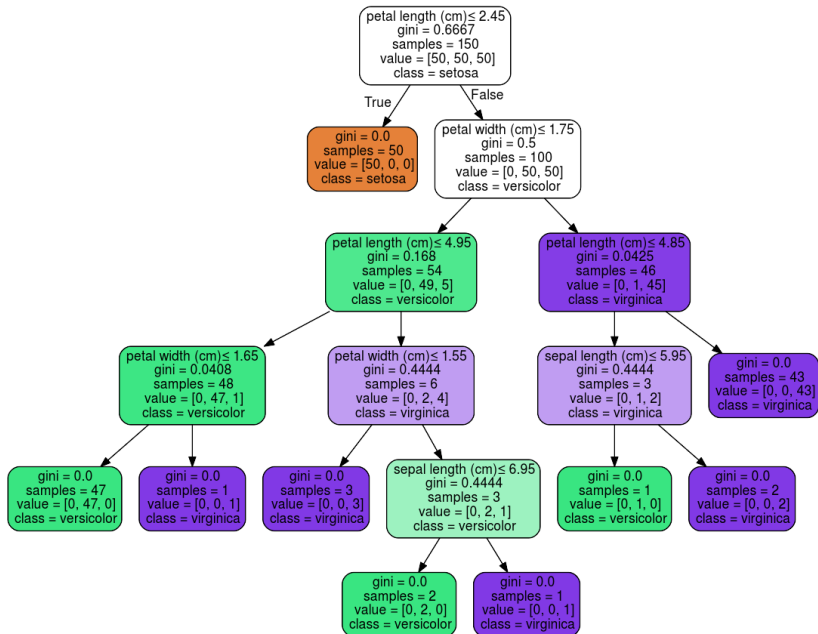 petal length (cm)≤ 2.45
gini = 0.6667
samples = 150
value = [50, 50, 50]
class = setosa
True
False
gini = 0.0
samples = 50
value = [50, 0, 0]
class = setosa
petal width (cm)≤ 1.75
gini = 0.5
samples = 100
value = [0, 50, 50]
class = versicolor
petal length (cm)≤ 4.95
gini = 0.168
samples = 54
value = [0, 49, 5]
class = versicolor
petal length (cm)≤ 4.85
gini = 0.0425
samples = 46
value = [0, 1, 45]
class = virginica
petal width (cm)≤ 1.65
gini = 0.0408
samples = 48
value = [0, 47, 1]
class = versicolor
petal width (cm)≤ 1.55
gini = 0.4444
samples = 6
value = [0, 2, 4]
class = virginica
sepal length (cm)≤ 5.95
gini = 0.4444
samples = 3
value = [0, 1, 2]
class = virginica
gini = 0.0
samples = 43
value = [0, 0, 43]
class = virginica
gini = 0.0
samples = 47
value = [0, 47, 0]
class = versicolor
gini = 0.0
samples = 1
value = [0, 0, 1]
class = virginica
gini = 0.0
samples = 3
value = [0, 0, 3]
class = virginica
sepal length (cm)≤ 6.95
gini = 0.4444
samples = 3
value = [0, 2, 1]
class = versicolor
gini = 0.0
samples = 1
value = [0, 1, 0]
class = versicolor
gini = 0.0
samples = 2
value = [0, 0, 2]
class = virginica
gini = 0.0
samples = 2
value = [0, 2, 0]
class = versicolor
gini = 0.0
samples = 1
value = [0, 0, 1]
class = virginica